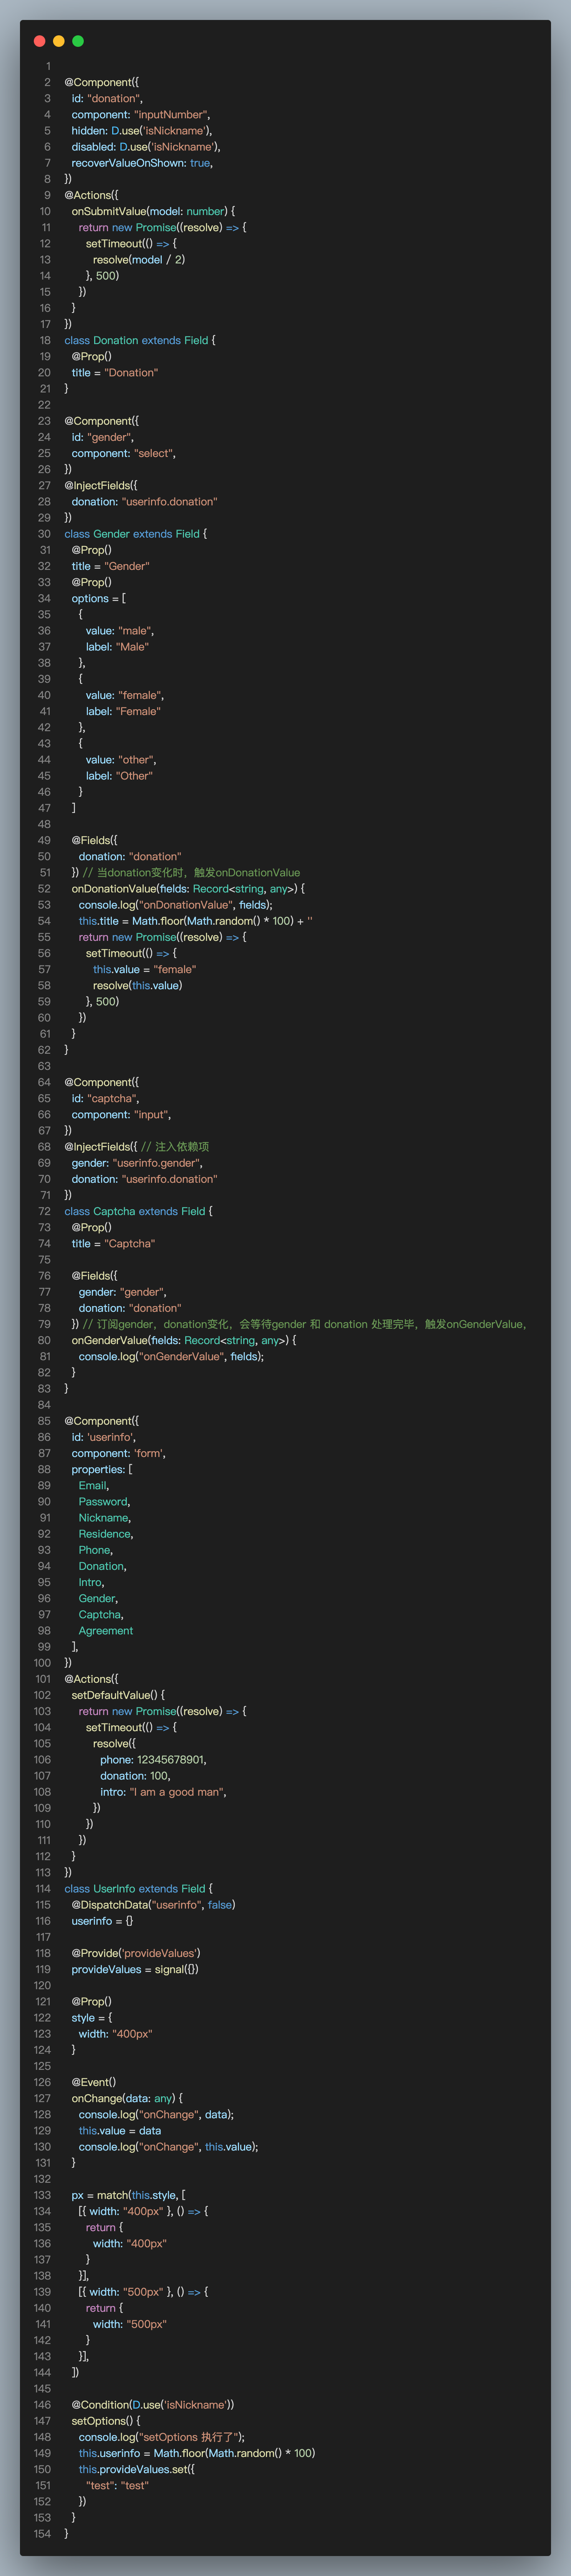 1
2 @Component({
3 id: "donation",
4 component: "inputNumber",
5 hidden: D.use('isNickname'),
6 disabled: D.use('isNickname'),
7 recoverValueOnShown: true,
8 })
9 @Actions({
10 onSubmitValue(model: number) {
11 return new Promise((resolve) => {
12 setTimeout(() => {
13 resolve(model / 2)
14 }, 500)
15 })
16 }
17 })
18 class Donation extends Field {
19 @Prop()
20 title = "Donation"
21 }
22
23 @Component({
24 id: "gender",
25 component: "select",
26 })
27 @InjectFields({
28 donation: "userinfo.donation"
29 })
30 class Gender extends Field {
31 @Prop()
32 title = "Gender"
33 @Prop()
34 options = [
35 {
36 value: "male",
37 label: "Male"
38 },
39 {
40 value: "female",
41 label: "Female"
42 },
43 {
44 value: "other",
45 label: "Other"
46 }
47 ]
48
49 @Fields({
50 donation: "donation"
51 }) // 当donation变化时，触发onDonationValue
52 onDonationValue(fields: Record<string, any>) {
53 console.log("onDonationValue", fields);
54 this.title = Math.floor(Math.random() * 100) + ''
55 return new Promise((resolve) => {
56 setTimeout(() => {
57 this.value = "female"
58 resolve(this.value)
59 }, 500)
60 })
61 }
62 }
63
64 @Component({
65 id: "captcha",
66 component: "input",
67 })
68 @InjectFields({ // 注入依赖项
69 gender: "userinfo.gender",
70 donation: "userinfo.donation"
71 })
72 class Captcha extends Field {
73 @Prop()
74 title = "Captcha"
75
76 @Fields({
77 gender: "gender",
78 donation: "donation"
79 }) // 订阅gender，donation变化，会等待gender 和 donation 处理完毕，触发onGenderValue,
80 onGenderValue(fields: Record<string, any>) {
81 console.log("onGenderValue", fields);
82 }
83 }
84
85 @Component({
86 id: 'userinfo',
87 component: 'form',
88 properties: [
89 Email,
90 Password,
91 Nickname,
92 Residence,
93 Phone,
94 Donation,
95 Intro,
96 Gender,
97 Captcha,
98 Agreement
99 ],
100 })
101 @Actions({
102 setDefaultValue() {
103 return new Promise((resolve) => {
104 setTimeout(() => {
105 resolve({
106 phone: 12345678901,
107 donation: 100,
108 intro: "I am a good man",
109 })
110 })
111 })
112 }
113 })
114 class UserInfo extends Field {
115 @DispatchData("userinfo", false)
116 userinfo = {}
117
118 @Provide('provideValues')
119 provideValues = signal({})
120
121 @Prop()
122 style = {
123 width: "400px"
124 }
125
126 @Event()
127 onChange(data: any) {
128 console.log("onChange", data);
129 this.value = data
130 console.log("onChange", this.value);
131 }
132
133 px = match(this.style, [
134 [{ width: "400px" }, () => {
135 return {
136 width: "400px"
137 }
138 }],
139 [{ width: "500px" }, () => {
140 return {
141 width: "500px"
142 }
143 }],
144 ])
145
146 @Condition(D.use('isNickname'))
147 setOptions() {
148 console.log("setOptions 执行了");
149 this.userinfo = Math.floor(Math.random() * 100)
150 this.provideValues.set({
151 "test": "test"
152 })
153 }
154 }